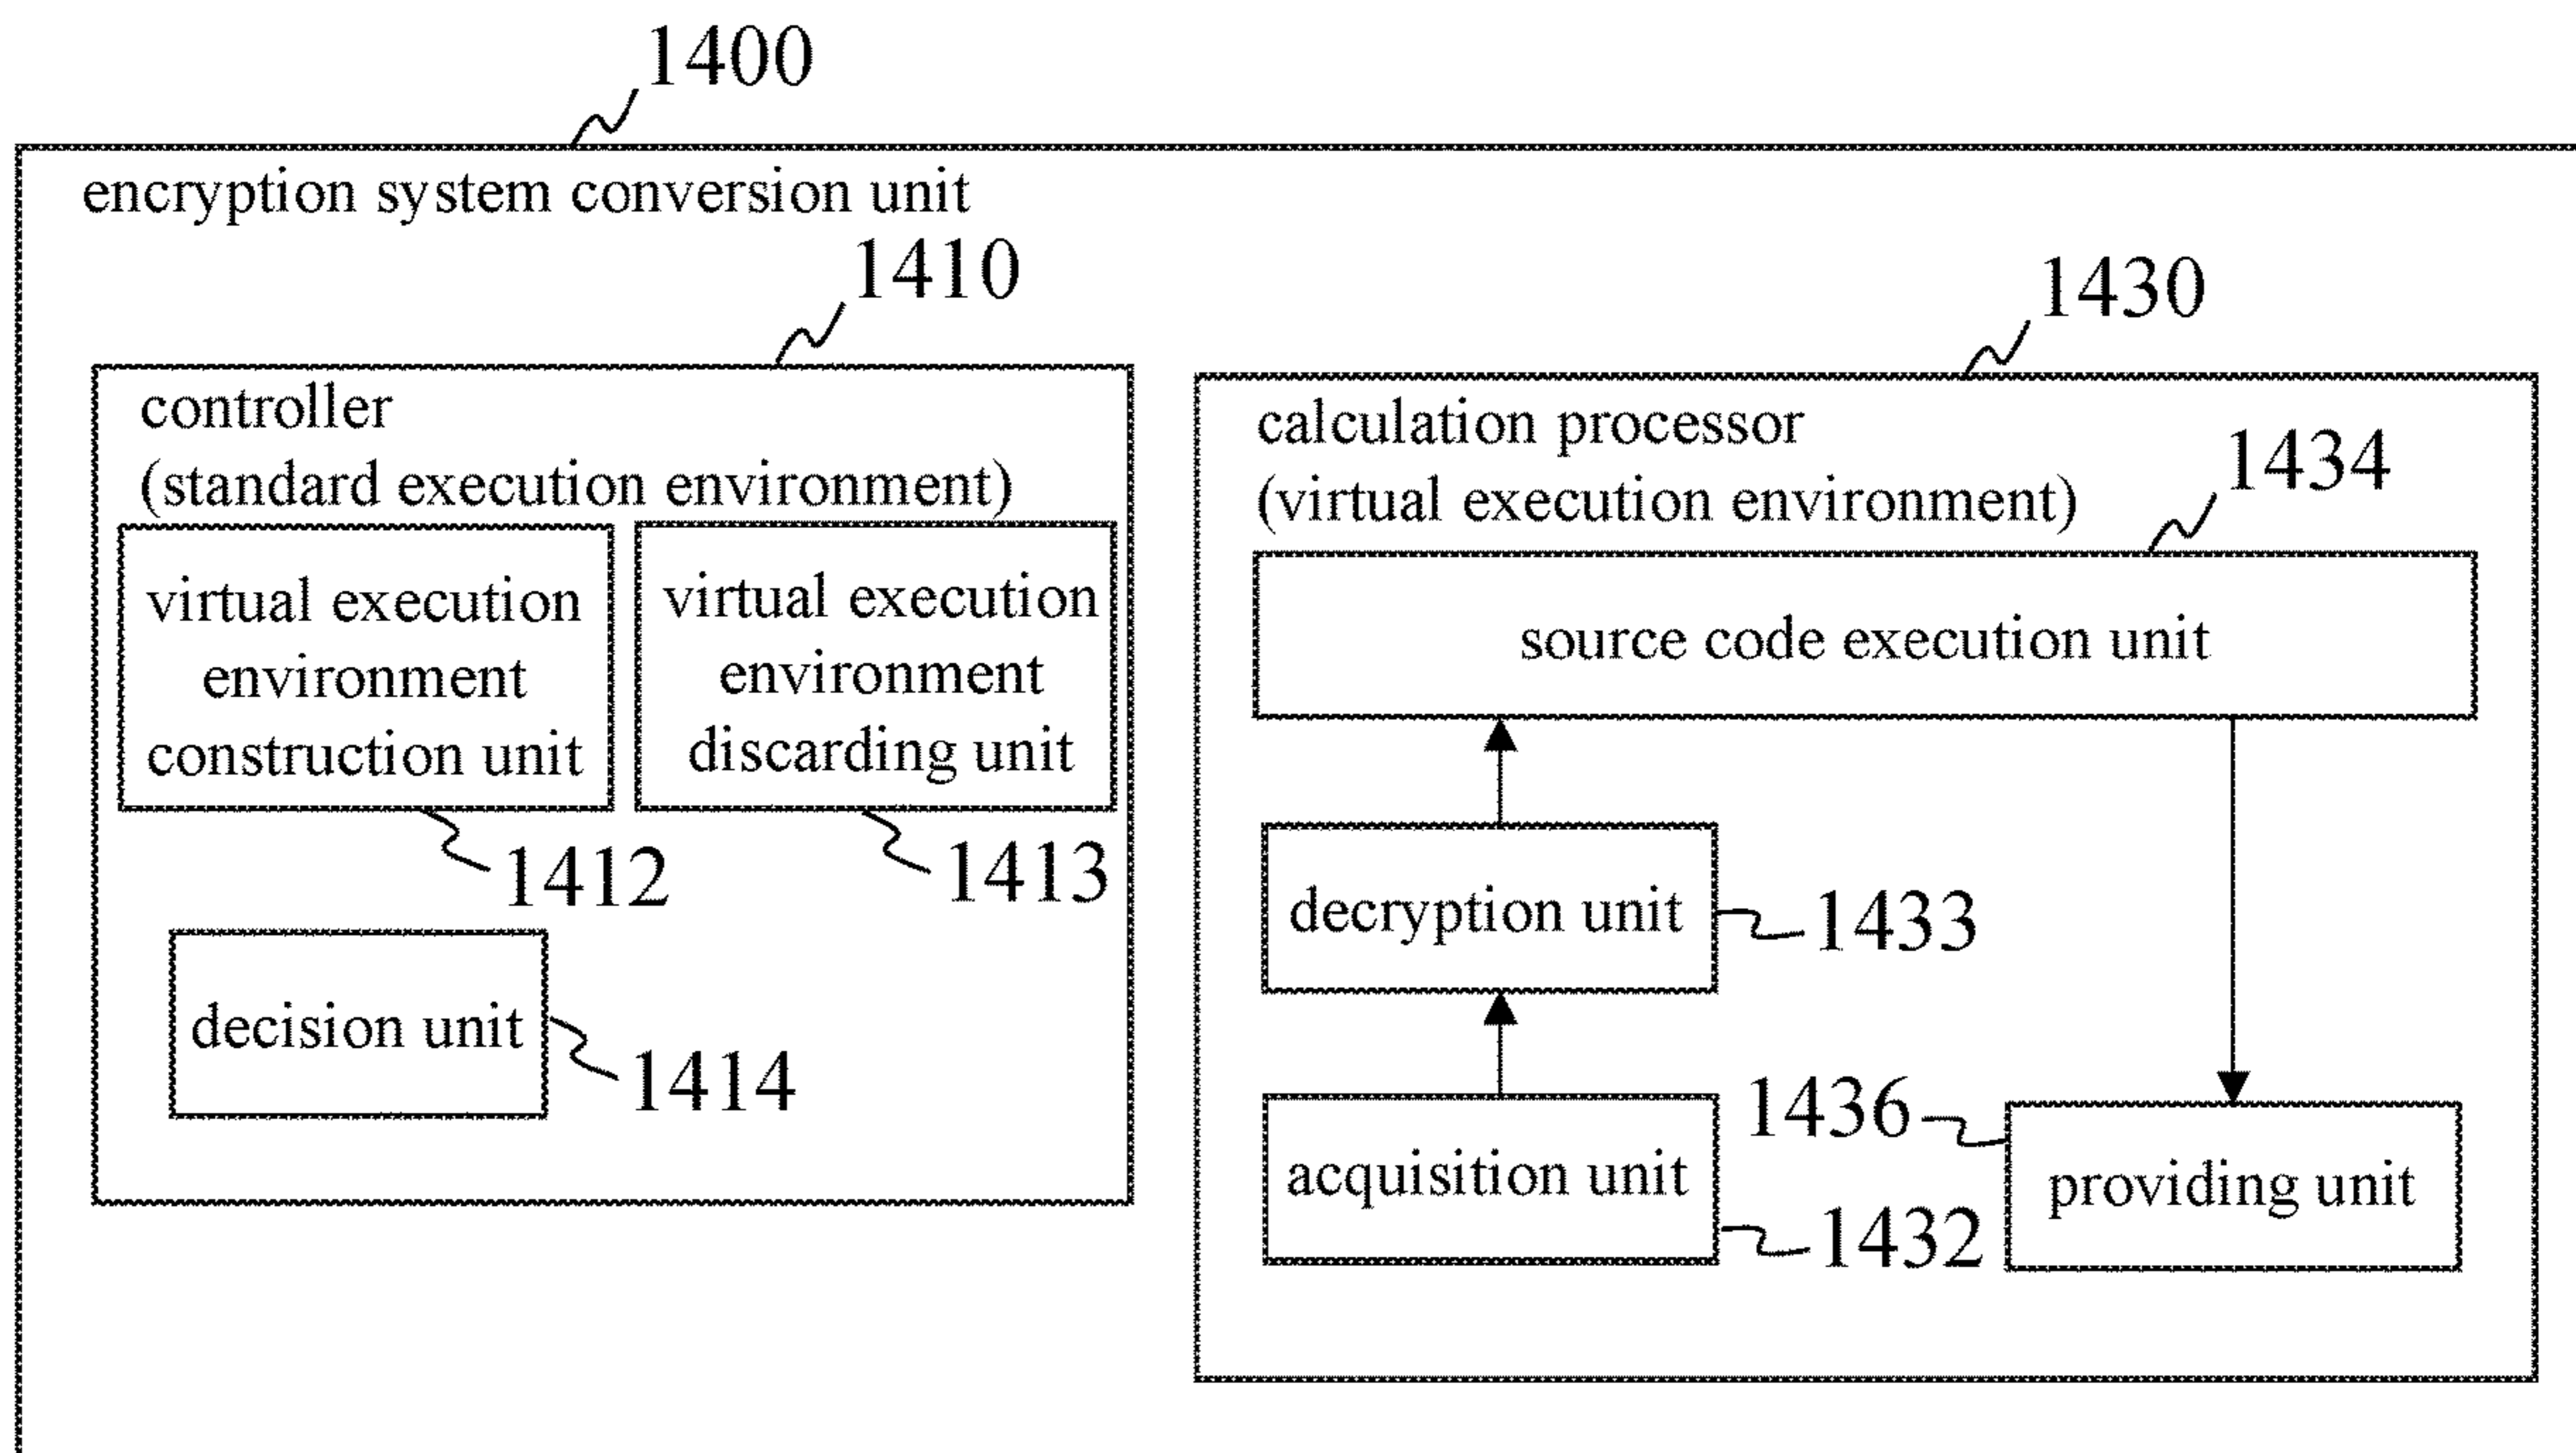 1400
encryption system conversion unit
1410
controller
(standard execution environment)
virtual execution
environment
construction unit
1412
virtual execution
environment
discarding unit
1413
decision unit
1414
1430
calculation processor
(virtual execution environment)
1434
source code execution unit
decryption unit
1433
acquisition unit
1432
1436
providing unit